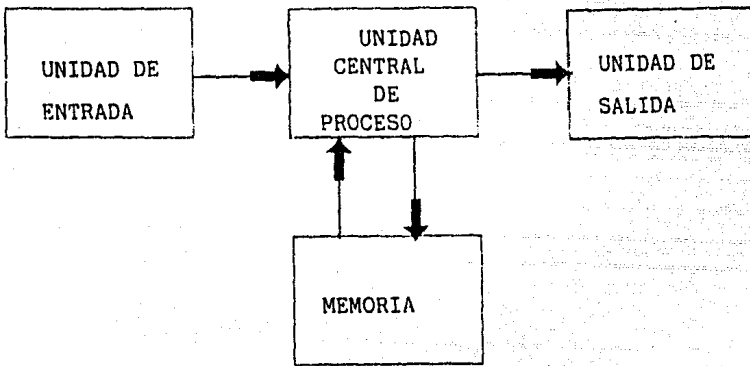 UNIDAD DE
ENTRADA
UNIDAD
CENTRAL
DE
PROCESO
UNIDAD DE
SALIDA
MEMORIA